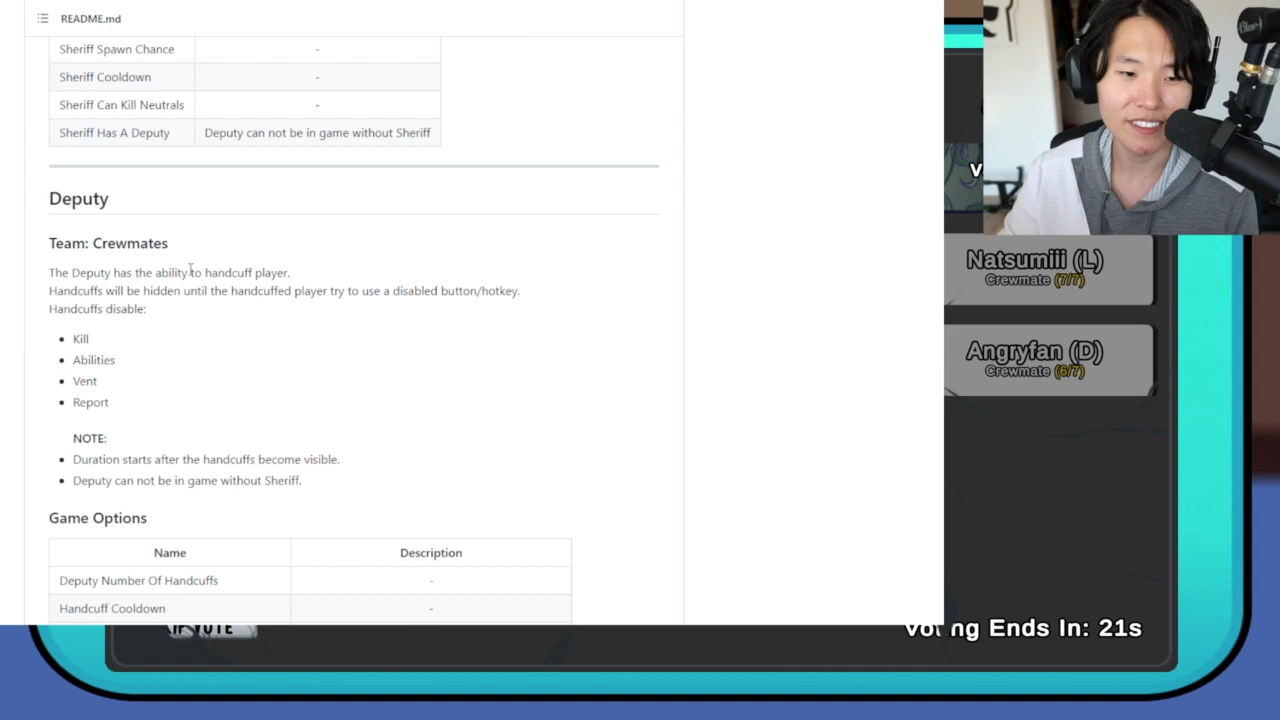 README.md
Sheriff Spawn Chance -
Sheriff Cooldown -
Sheriff Can Kill Neutrals -
Sheriff Has A Deputy Deputy can not be in game without Sheriff
Deputy
Team: Crewmates
The Deputy has the ability to handcuff player.
Handcuffs will be hidden until the handcuffed player try to use a disabled button/hotkey.
Handcuffs disable:
Kill
Abilities
Vent
Report
NOTE:
Duration starts after the handcuffs become visible.
Deputy can not be in game without Sheriff.
Game Options
Name Description
Deputy Number Of Handcuffs -
Handcuff Cooldown -
Natsumiii (L)
Crewmate (7/7)
Angryfan (D)
Crewmate (6/7)
Voting Ends In: 21s